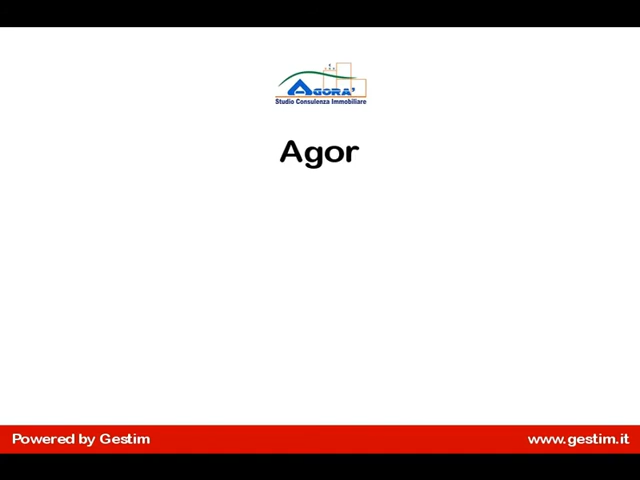 AGORA'
Studio Consulenza Immobiliare
Agor
Powered by Gestim
www.gestim.it